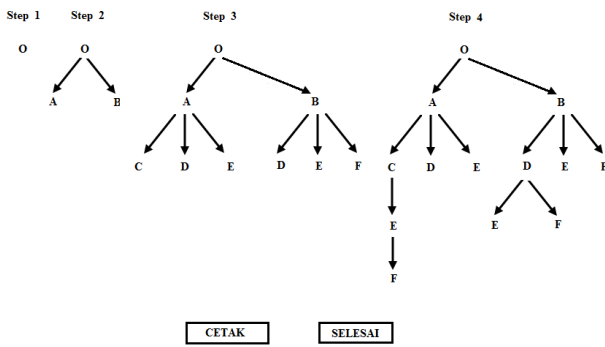 Step 1 Step 2 Step 3 Step 4
O O O O
A B A B A B
C D E D E F C D E D E F
E E F
F
CETAK SELESAI